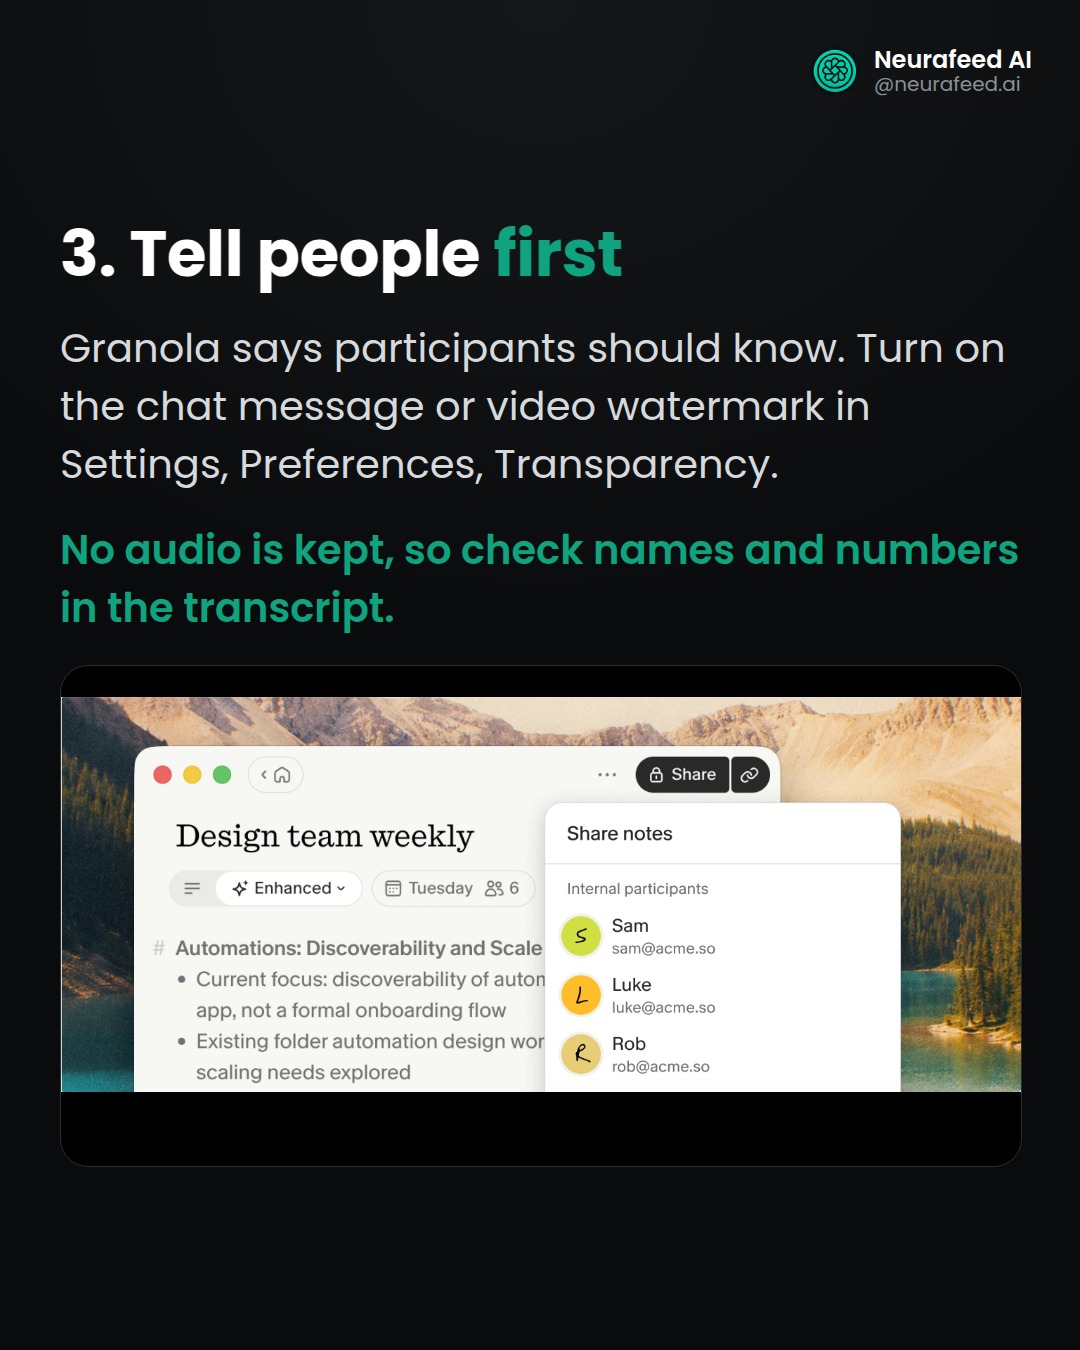 Neurafeed AI
@neurafeed.ai
3. Tell people first
Granola says participants should know. Turn on
the chat message or video watermark in
Settings, Preferences, Transparency.
No audio is kept, so check names and numbers
in the transcript.
Share
Design team weekly
Enhanced
Tuesday
6
# Automations: Discoverability and Scale
• Current focus: discoverability of autom
app, not a formal onboarding flow
• Existing folder automation design wor
scaling needs explored
Share notes
Internal participants
S
Sam
sam@acme.so
L
Luke
luke@acme.so
R
Rob
rob@acme.so